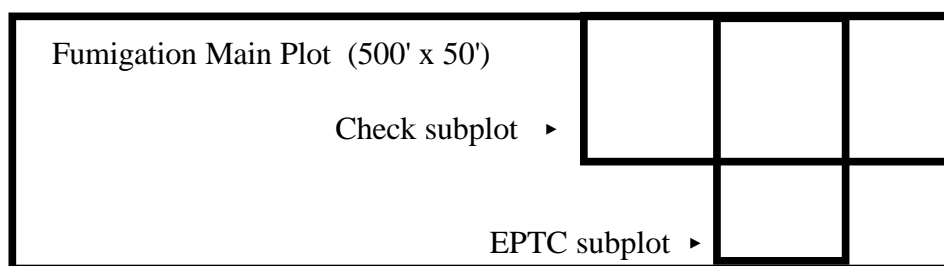 Fumigation Main Plot  (500' x 50')
Check subplot ▸
EPTC subplot ▸